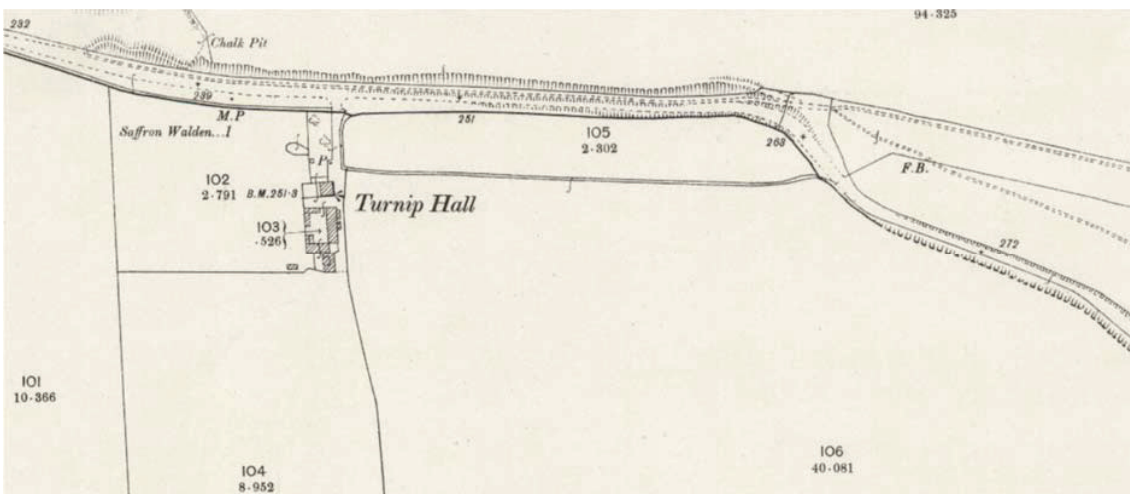 232
94·325
Chalk Pit
239
M.P
Saffron Walden...1
251
105
2·302
263
F.B.
P
102
2·791
B.M.251·3
Turnip Hall
103
·526
272
101
10·366
106
40·081
104
8·952